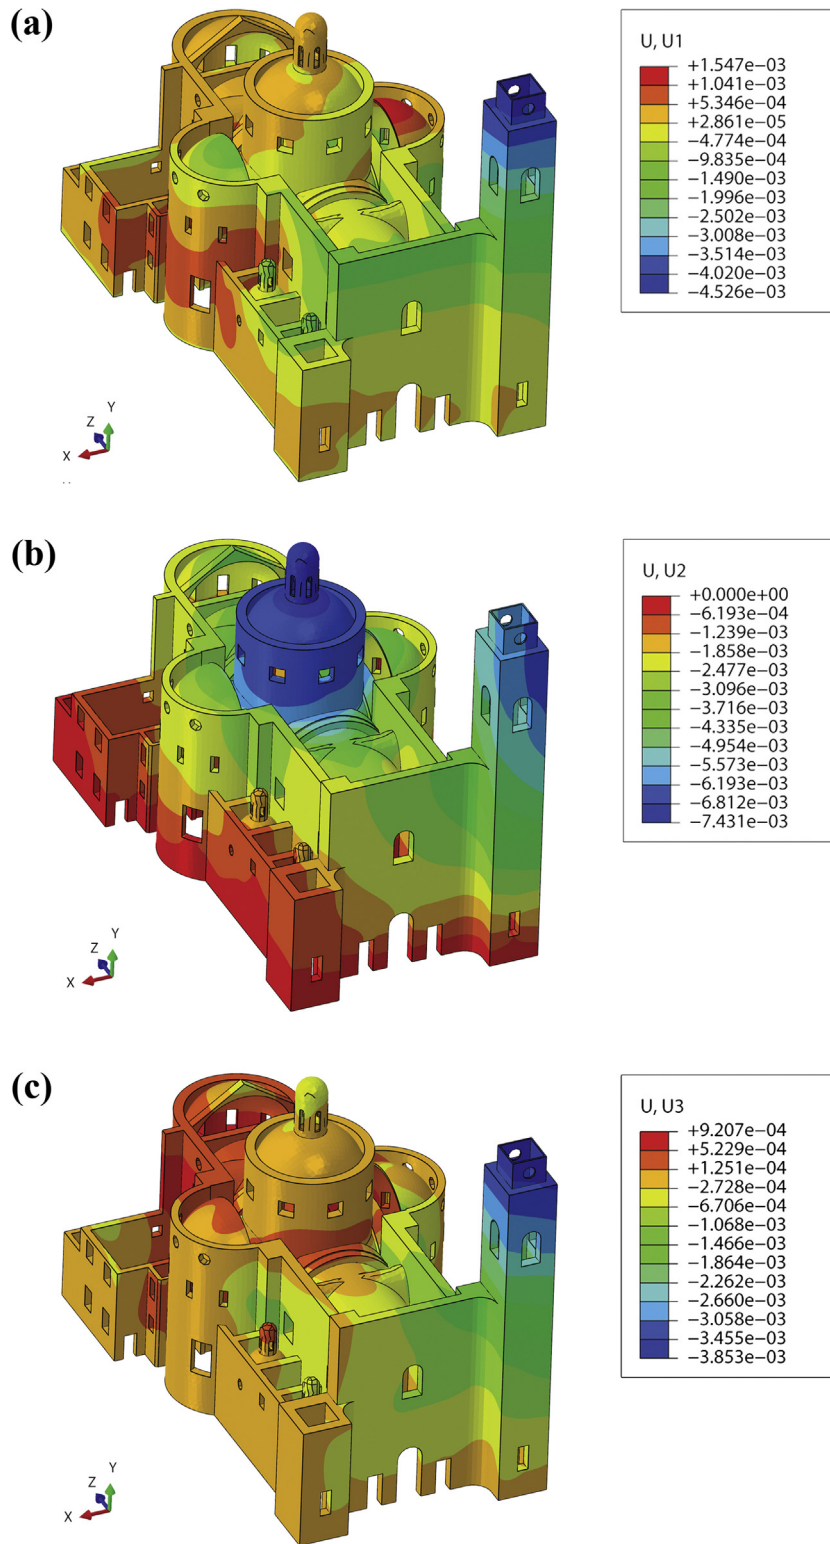 (a)
U, U1
+1.547e−03
+1.041e−03
+5.346e−04
+2.861e−05
−4.774e−04
−9.835e−04
−1.490e−03
−1.996e−03
−2.502e−03
−3.008e−03
−3.514e−03
−4.020e−03
−4.526e−03
Y
Z
X
(b)
U, U2
+0.000e+00
−6.193e−04
−1.239e−03
−1.858e−03
−2.477e−03
−3.096e−03
−3.716e−03
−4.335e−03
−4.954e−03
−5.573e−03
−6.193e−03
−6.812e−03
−7.431e−03
Y
Z
X
(c)
U, U3
+9.207e−04
+5.229e−04
+1.251e−04
−2.728e−04
−6.706e−04
−1.068e−03
−1.466e−03
−1.864e−03
−2.262e−03
−2.660e−03
−3.058e−03
−3.455e−03
−3.853e−03
Y
Z
X